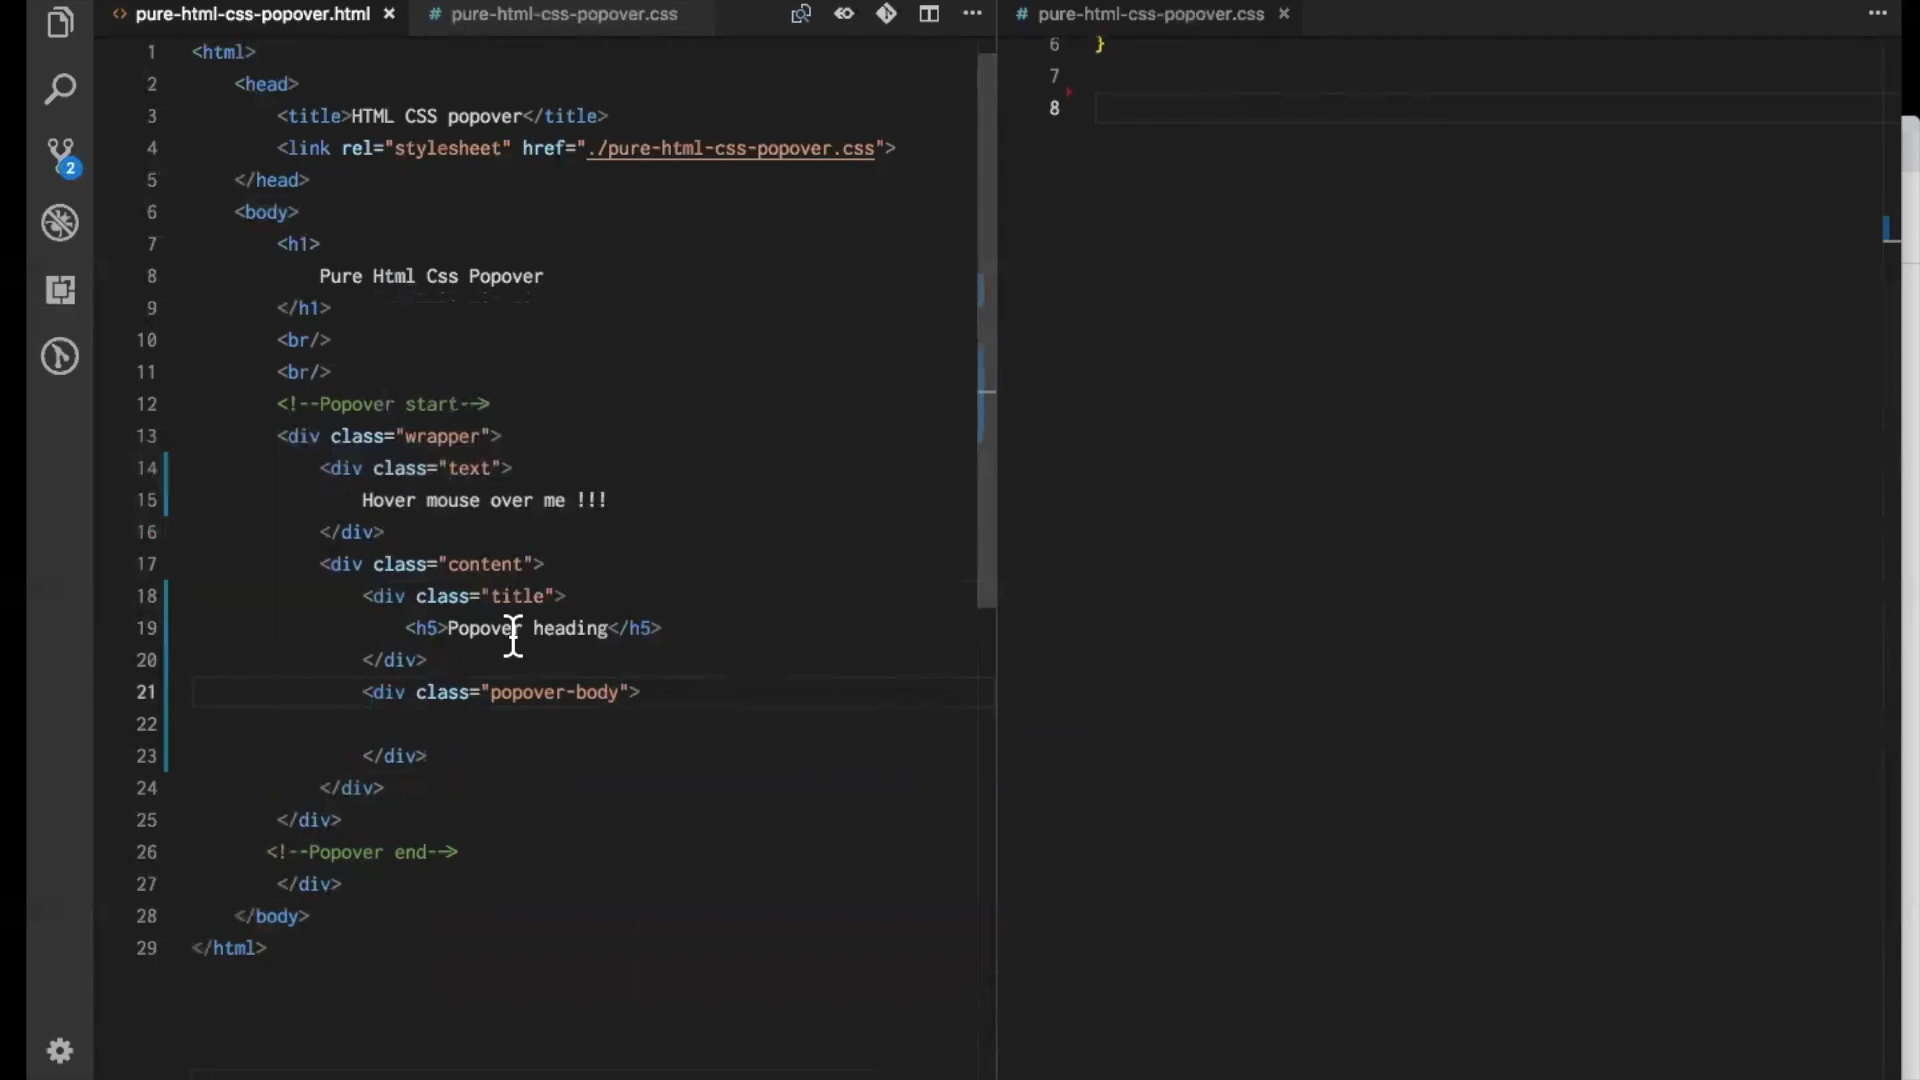 pure-html-css-popover.html
pure-html-css-popover.css
pure-html-css-popover.css
2
1 <html>
2 <head>
3 <title>HTML CSS popover</title>
4 <link rel="stylesheet" href="./pure-html-css-popover.css">
5 </head>
6 <body>
7 <h1>
8 Pure Html Css Popover
9 </h1>
10 <br/>
11 <br/>
12 <!--Popover start-->
13 <div class="wrapper">
14 <div class="text">
15 Hover mouse over me !!!
16 </div>
17 <div class="content">
18 <div class="title">
19 <h5>Popover heading</h5>
20 </div>
21 <div class="popover-body">
22
23 </div>
24 </div>
25 </div>
26 <!--Popover end-->
27 </div>
28 </body>
29 </html>
6 }
7
8